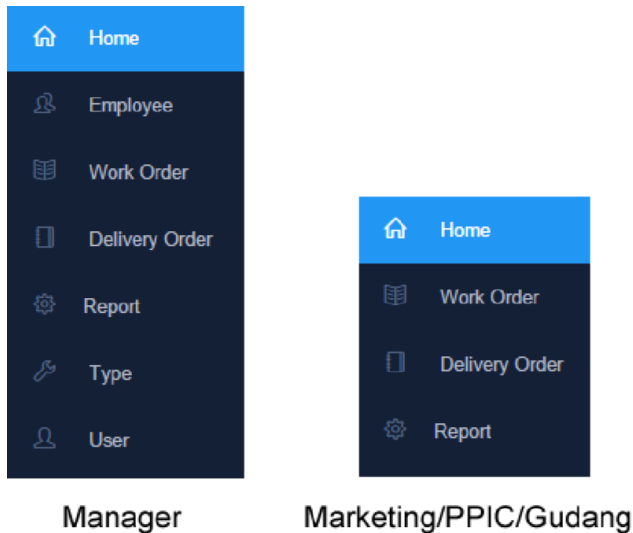 Home
Employee
Work Order
Delivery Order
Report
Type
User
Manager
Home
Work Order
Delivery Order
Report
Marketing/PPIC/Gudang